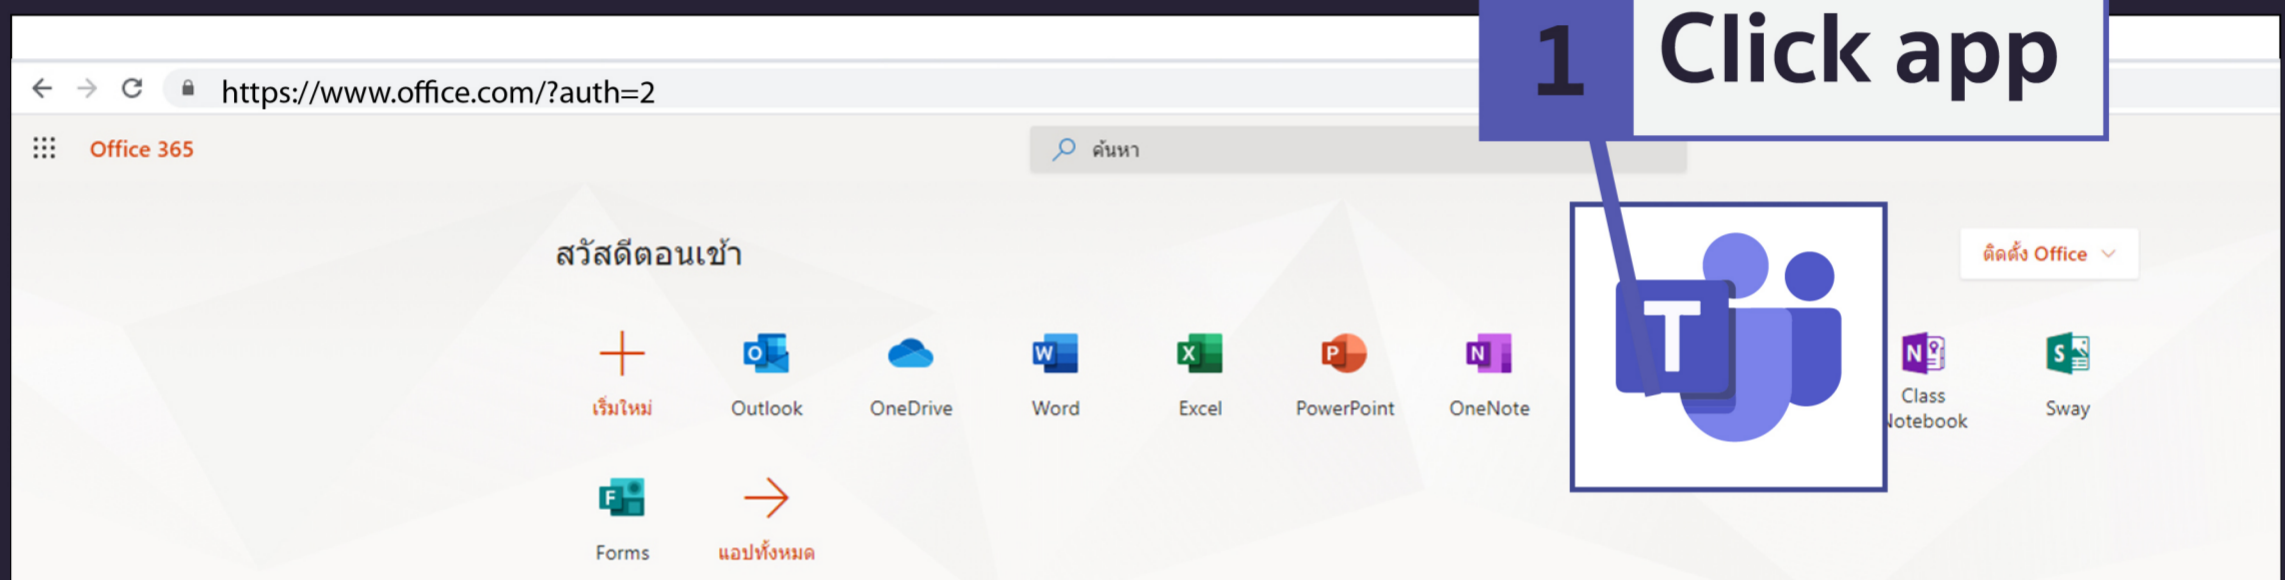 1 Click app
https://www.office.com/?auth=2
Office 365
ค้นหา
สวัสดีตอนเช้า
ติดตั้ง Office
เริ่มใหม่
Outlook
OneDrive
Word
Excel
PowerPoint
OneNote
T
Class
Notebook
Sway
Forms
แอปทั้งหมด